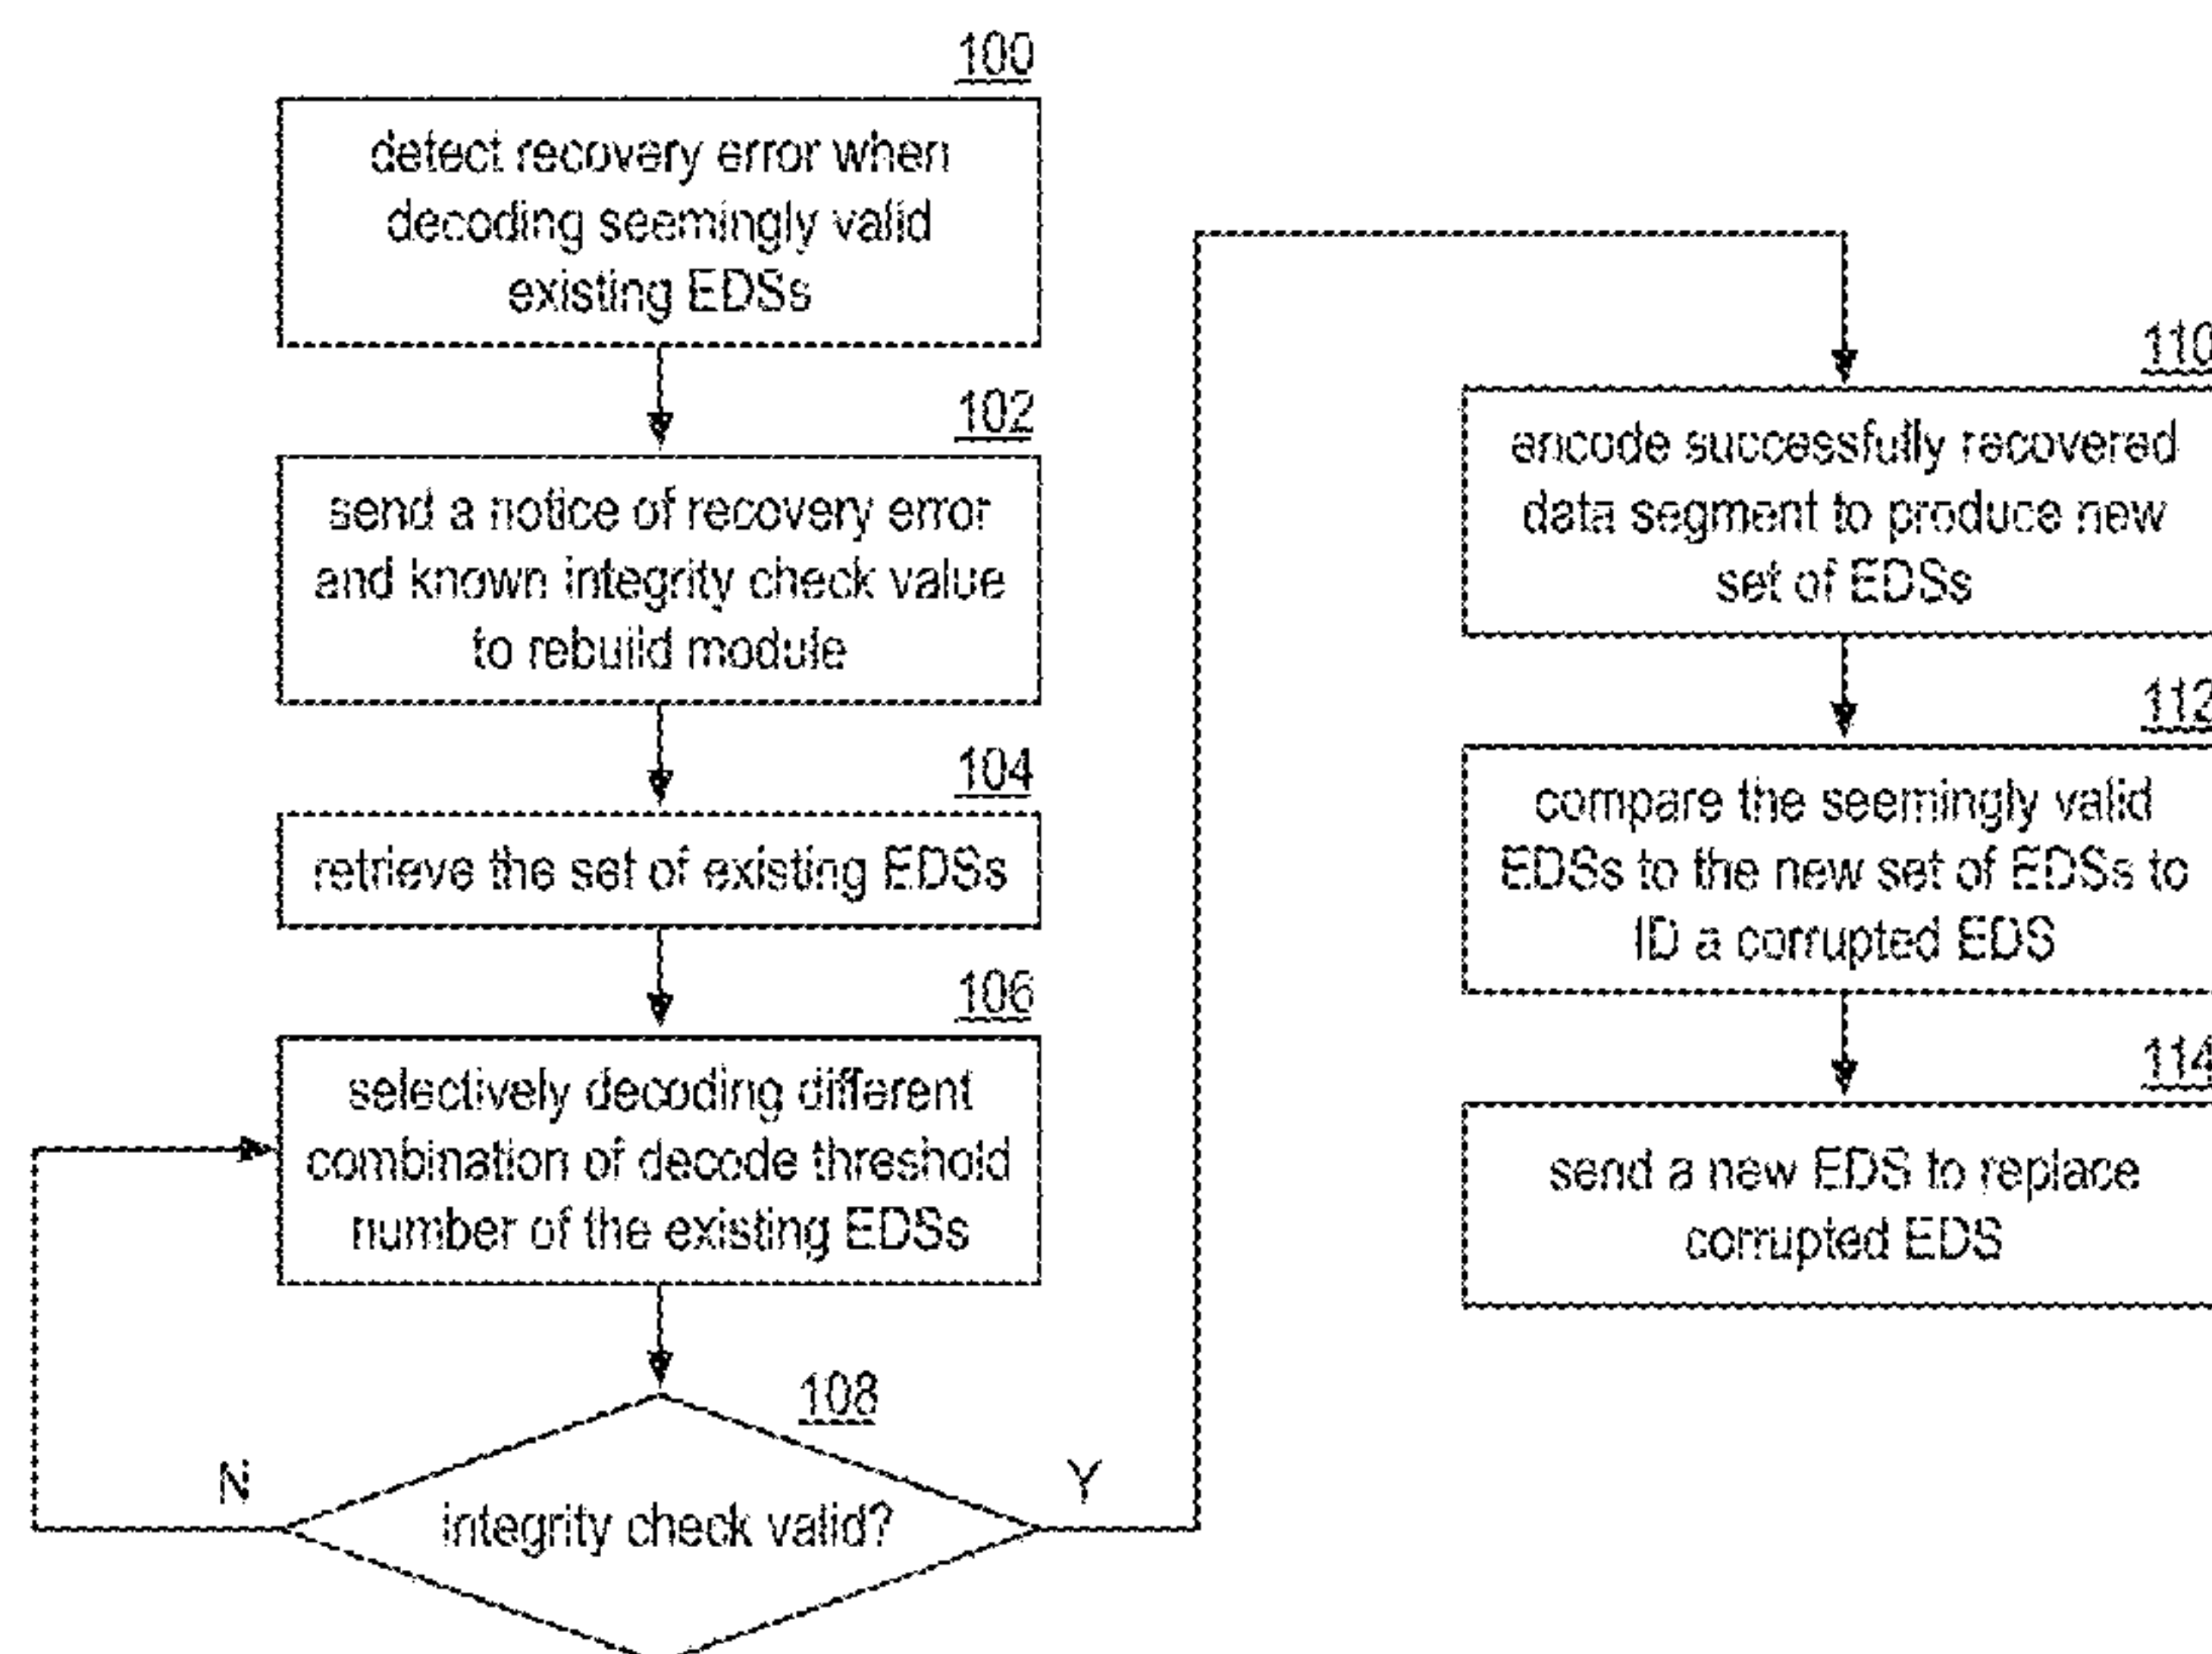 100
detect recovery error when
decoding seemingly valid
existing EDSs
102
send a notice of recovery error
and known integrity check value
to rebuild module
104
retrieve the set of existing EDSs
106
selectively decoding different
combination of decode threshold
number of the existing EDSs
108
N
Y
integrity check valid?
110
encode successfully recovered
data segment to produce new
set of EDSs
112
compare the seemingly valid
EDSs to the new set of EDSs to
ID a corrupted EDS
114
send a new EDS to replace
corrupted EDS